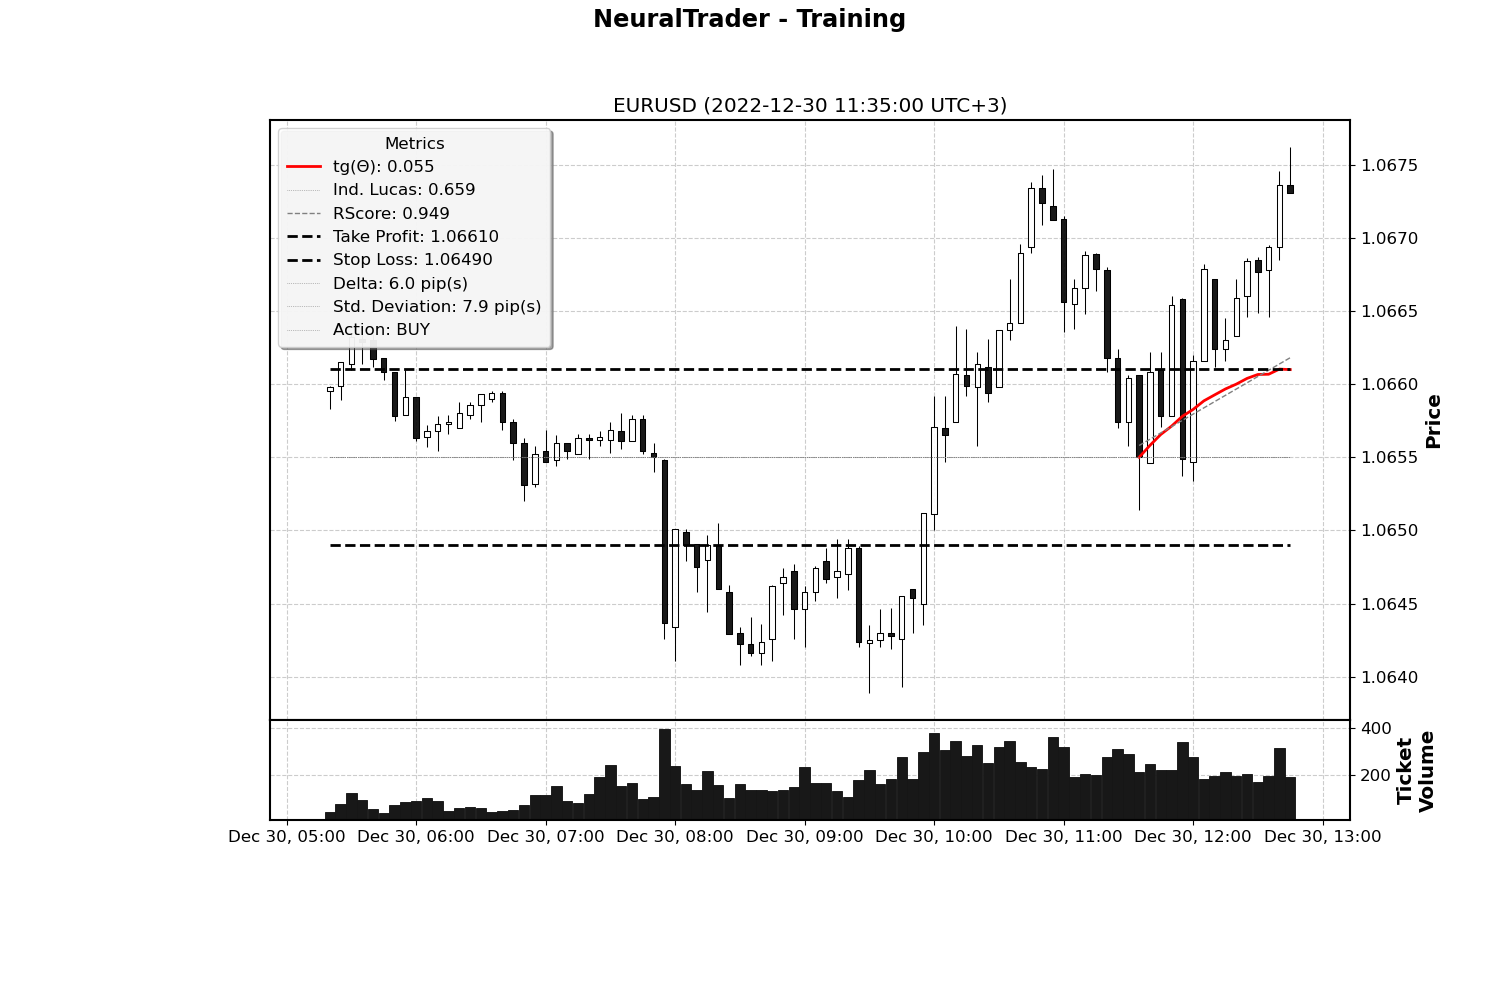 NeuralTrader - Training
EURUSD (2022-12-30 11:35:00 UTC+3)
Metrics
tg(Θ): 0.055
Ind. Lucas: 0.659
RScore: 0.949
Take Profit: 1.06610
Stop Loss: 1.06490
Delta: 6.0 pip(s)
Std. Deviation: 7.9 pip(s)
Action: BUY
1.0675
1.0670
1.0665
1.0660
1.0655
1.0650
1.0645
1.0640
Price
400
200
Ticket
Volume
Dec 30, 05:00 Dec 30, 06:00 Dec 30, 07:00 Dec 30, 08:00 Dec 30, 09:00 Dec 30, 10:00 Dec 30, 11:00 Dec 30, 12:00 Dec 30, 13:00